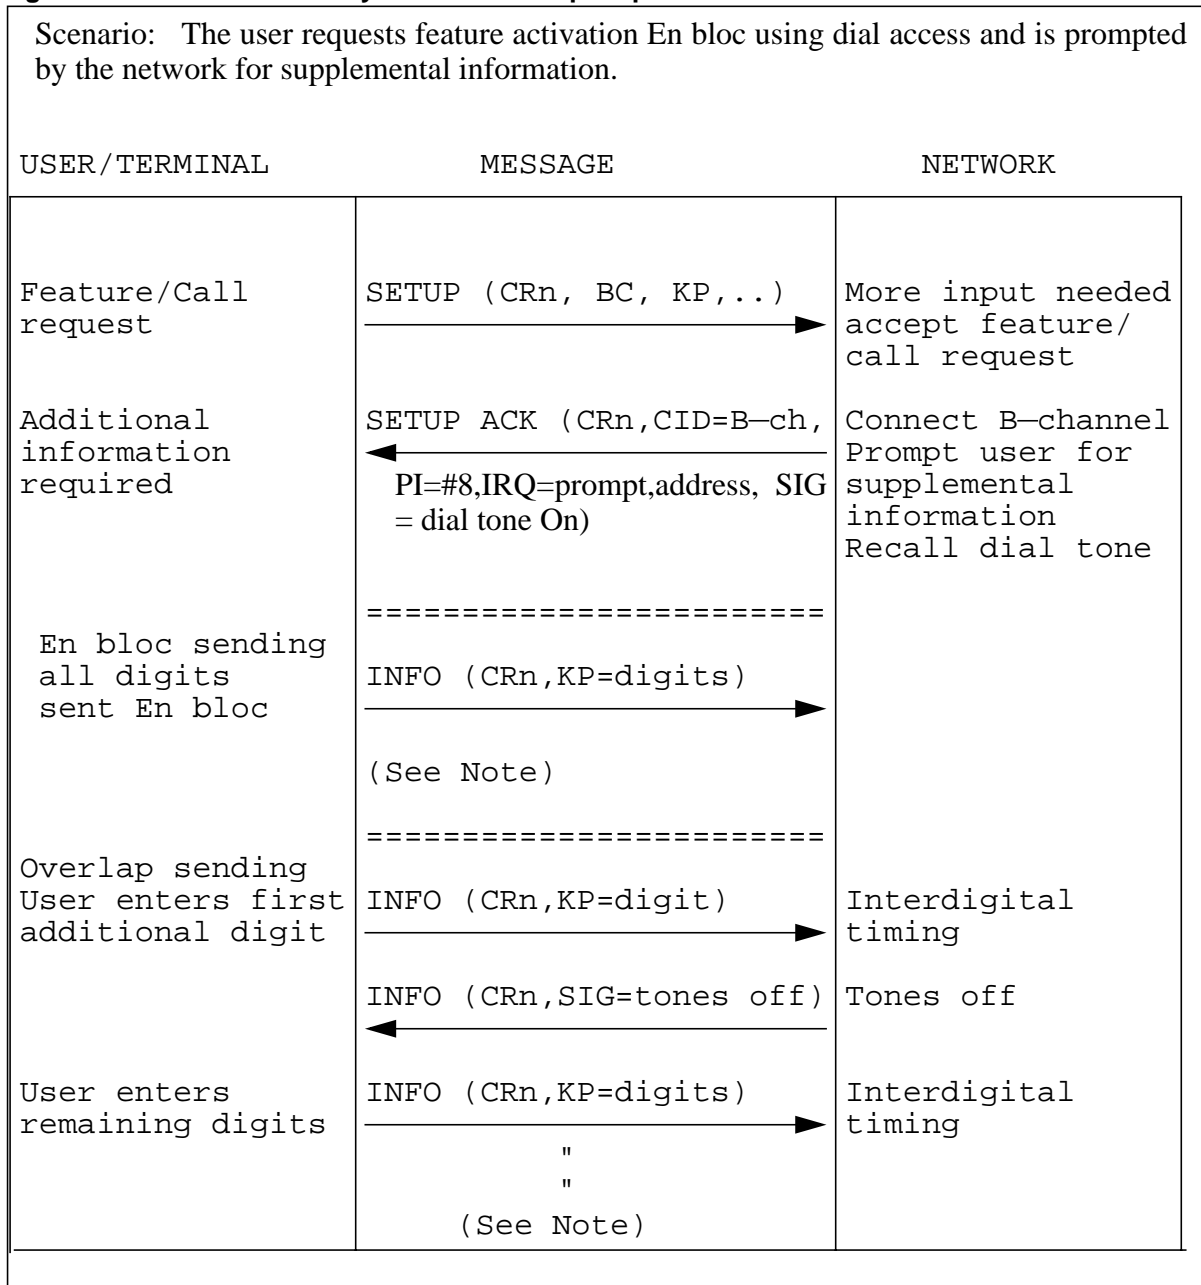 Scenario: The user requests feature activation En bloc using dial access and is prompted
by the network for supplemental information.
USER/TERMINAL MESSAGE NETWORK
Feature/Call
request
SETUP (CRn, BC, KP,..)
More input needed
accept feature/
call request
Additional
information
required
SETUP ACK (CRn,CID=B—ch,
PI=#8,IRQ=prompt,address, SIG
= dial tone On)
Connect B—channel
Prompt user for
supplemental
information
Recall dial tone
========================
En bloc sending
all digits
sent En bloc
INFO (CRn,KP=digits)
(See Note)
========================
Overlap sending
User enters first
additional digit
INFO (CRn,KP=digit)
Interdigital
timing
INFO (CRn,SIG=tones off)
Tones off
User enters
remaining digits
INFO (CRn,KP=digits)
Interdigital
timing
"
"
(See Note)